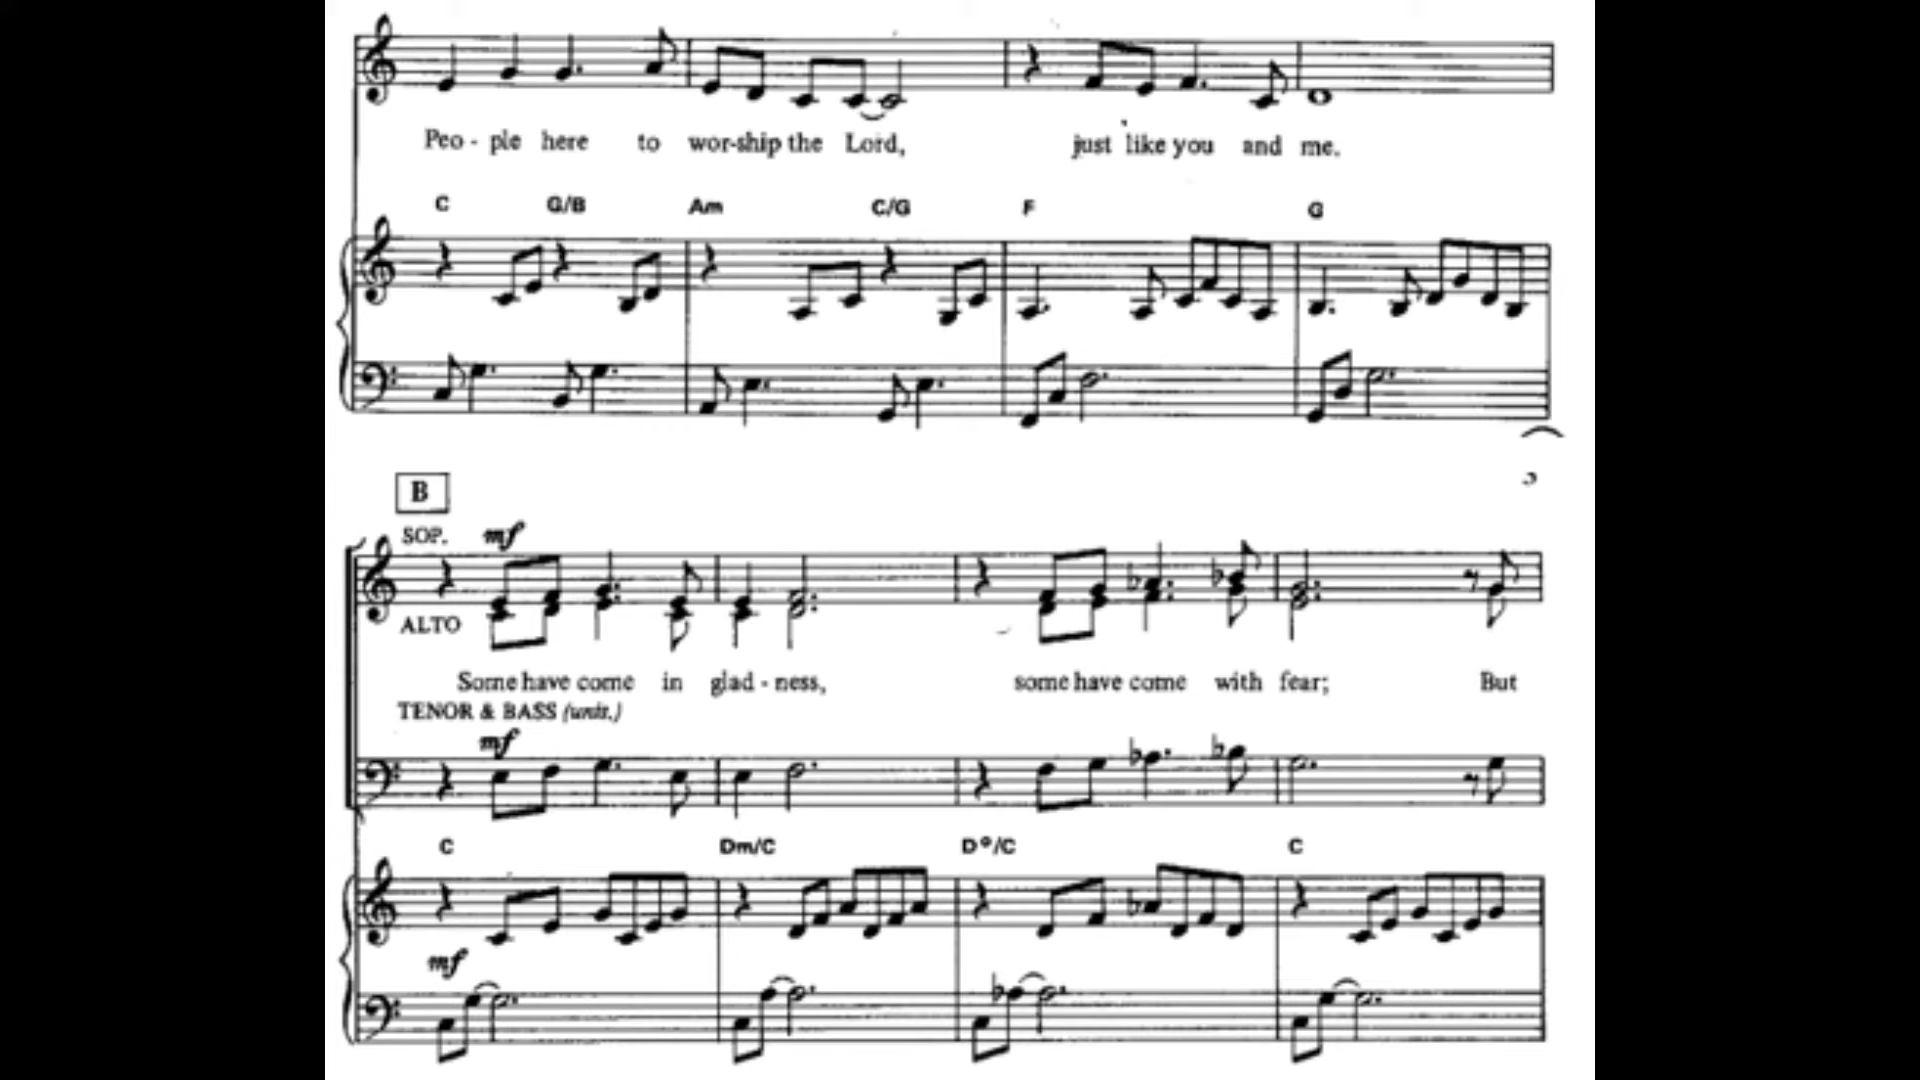 Peo - ple here to wor-ship the Lord, just like you and me.
C G/B Am C/G F G
B
SOP. mf
ALTO
Some have come in glad - ness, some have come with fear; But
TENOR & BASS (unis.)
mf
C Dm/C D°/C C
mf